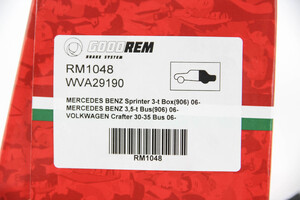 GOODREM
BRAKE SYSTEM
RM1048
WVA29190
MERCEDES BENZ Sprinter 3-t Box(906) 06-
MERCEDES BENZ 3,5-t Bus(906) 06-
VOLKSWAGEN Crafter 30-35 Bus 06-
RM1048